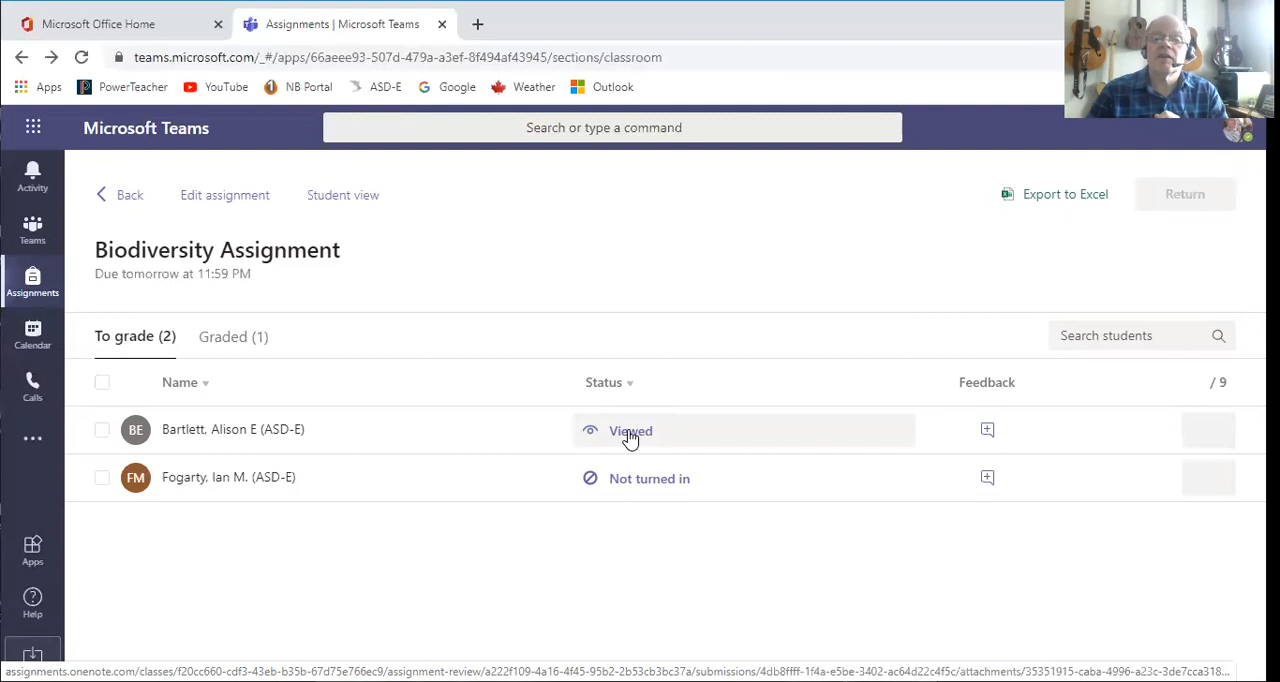 Microsoft Office Home
Assignments | Microsoft Teams
teams.microsoft.com/_#/apps/66aeee93-507d-479a-a3ef-8f494af43945/sections/classroom
Apps PowerTeacher YouTube NB Portal ASD-E Google Weather Outlook
Microsoft Teams Search or type a command
Activity
Teams
Assignments
Calendar
Calls
Apps
Help
Back Edit assignment Student view Export to Excel Return
Biodiversity Assignment
Due tomorrow at 11:59 PM
To grade (2) Graded (1) Search students
Name Status Feedback / 9
BE Bartlett, Alison E (ASD-E) Viewed
FM Fogarty, Ian M. (ASD-E) Not turned in
assignments.onenote.com/classes/f20cc660-cdf3-43eb-b35b-67d75e766ec9/assignment-review/a222f109-4a16-4f45-95b2-2b53cb3bc37a/submissions/4db8ffff-1f4a-e5be-3402-ac64d22c4f5c/attachments/35351915-caba-4996-a23c-3de7cca318...